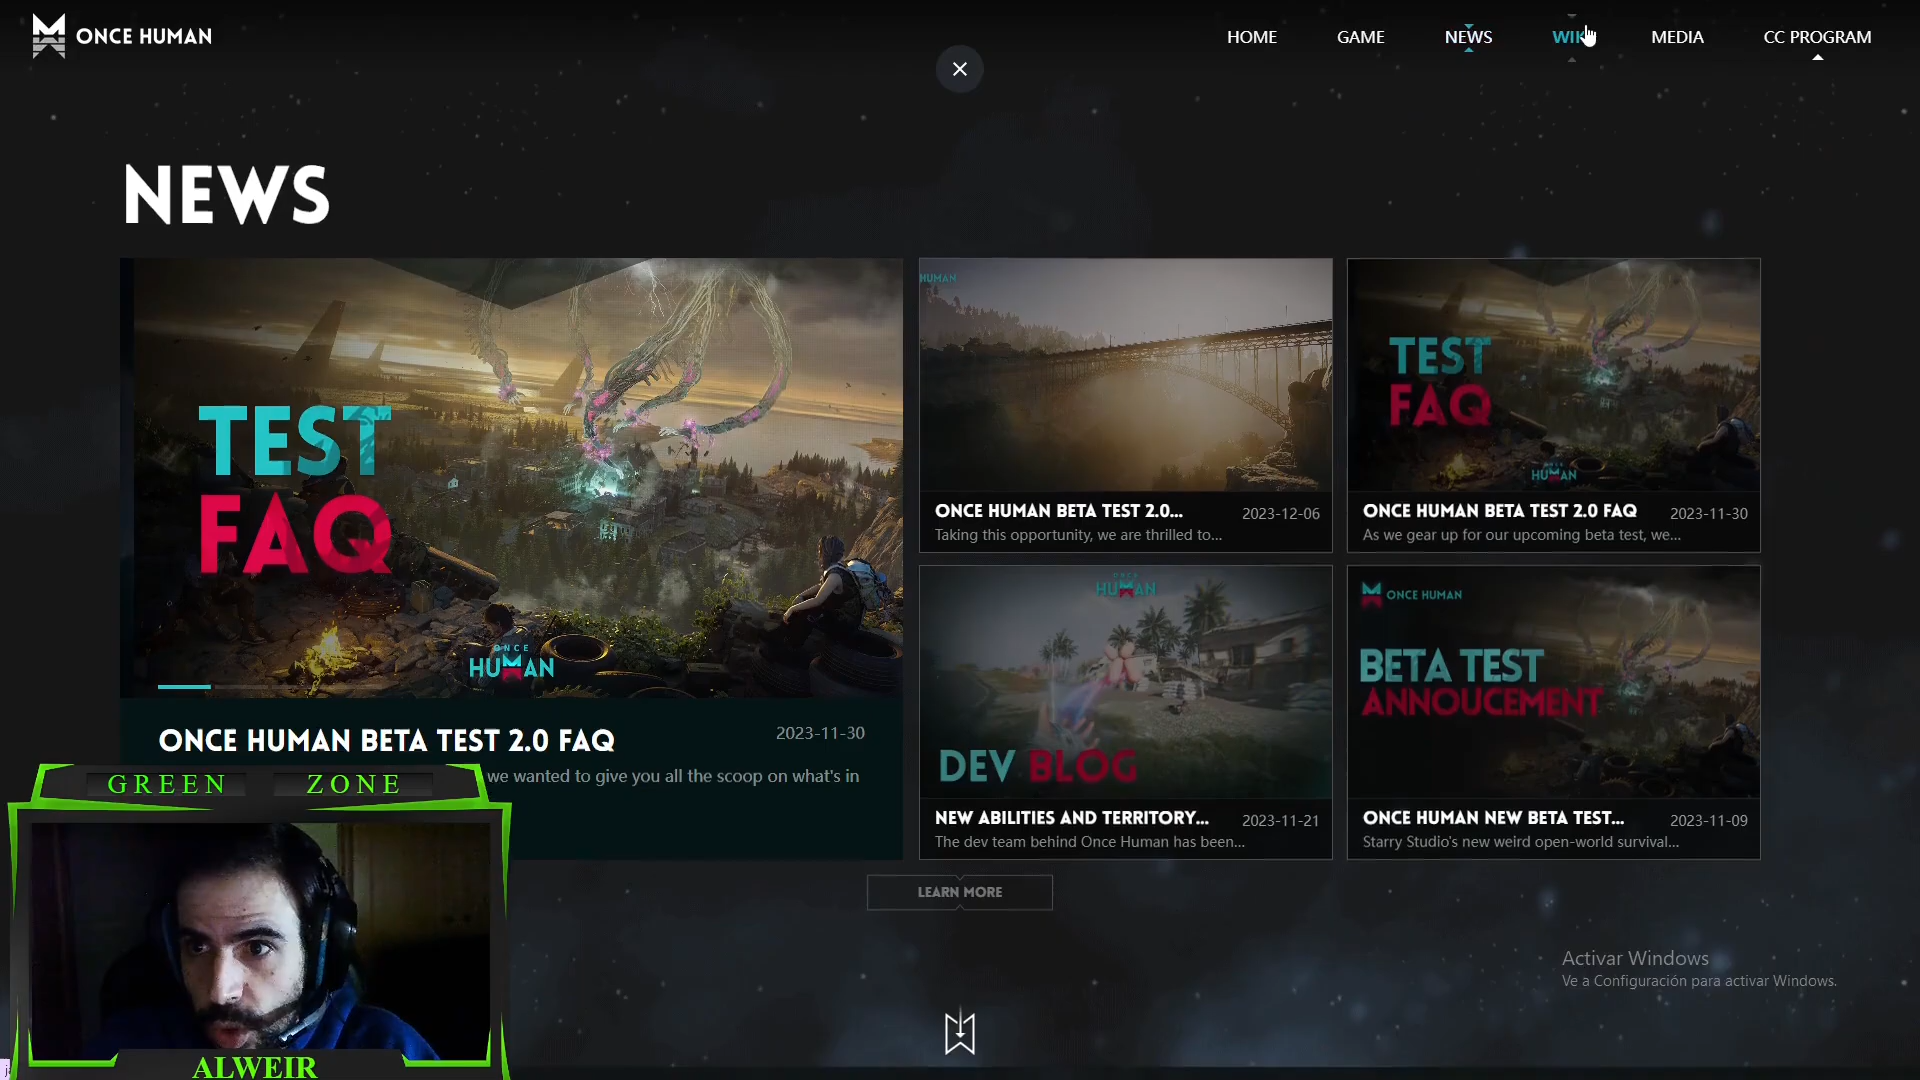 ONCE HUMAN
HOME
GAME
NEWS
WIKI
MEDIA
CC PROGRAM
NEWS
TEST
FAQ
ONCE
HUMAN
ONCE HUMAN BETA TEST 2.0 FAQ
2023-11-30
we wanted to give you all the scoop on what's in
HUMAN
ONCE HUMAN BETA TEST 2.0...
2023-12-06
Taking this opportunity, we are thrilled to...
TEST
FAQ
ONCE
HUMAN
ONCE HUMAN BETA TEST 2.0 FAQ
2023-11-30
As we gear up for our upcoming beta test, we...
ONCE
HUMAN
DEV BLOG
NEW ABILITIES AND TERRITORY...
2023-11-21
The dev team behind Once Human has been...
ONCE HUMAN
BETA TEST
ANNOUCEMENT
ONCE HUMAN NEW BETA TEST...
2023-11-09
Starry Studio's new weird open-world survival...
LEARN MORE
GREEN ZONE
ALWEIR
Activar Windows
Ve a Configuración para activar Windows.